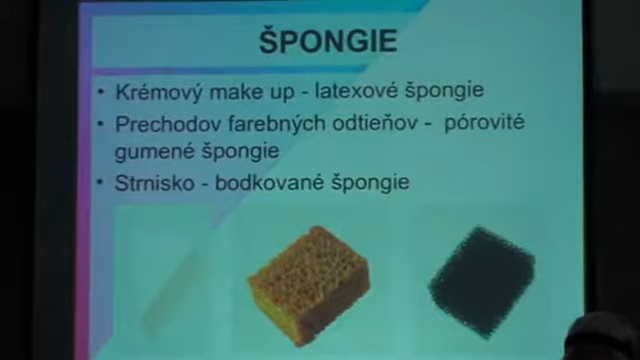 ŠPONGIE
• Krémový make up - latexové špongie
• Prechodov farebných odtieňov - pórovité
gumené špongie
• Strnisko - bodkované špongie